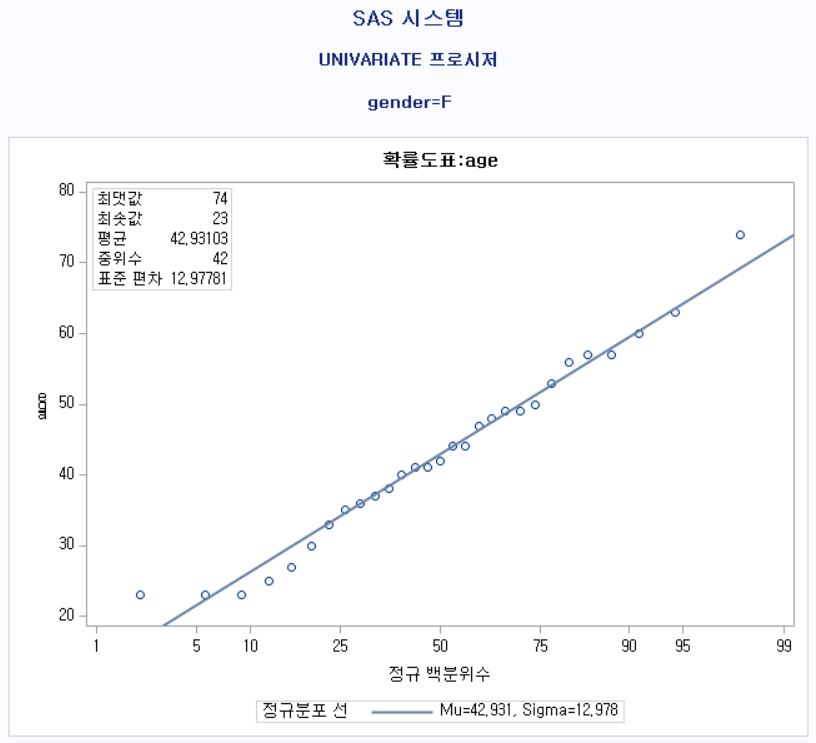 SAS 시스템
UNIVARIATE 프로시저
gender=F
확률도표:age
최댓값 74
최솟값 23
평균 42,93103
중위수 42
표준 편차 12,97781
80
70
60
50
40
30
20
age
1 5 10 25 50 75 90 95 99
정규 백분위수
정규분포 선 Mu=42,931, Sigma=12,978